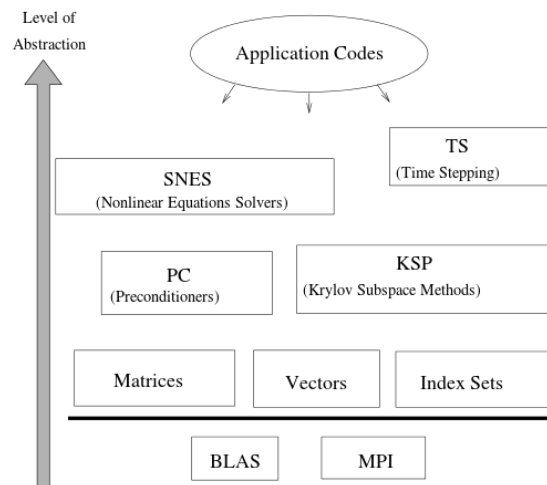 Level of
Abstraction
Application Codes
TS
(Time Stepping)
SNES
(Nonlinear Equations Solvers)
PC
(Preconditioners)
KSP
(Krylov Subspace Methods)
Matrices
Vectors
Index Sets
BLAS
MPI